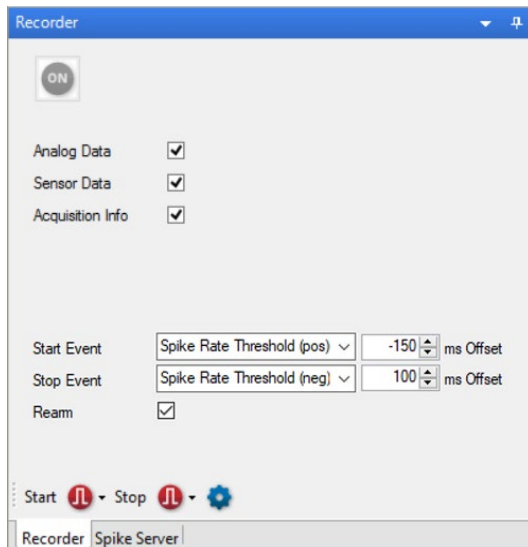 Recorder
ON
Analog Data
Sensor Data
Acquisition Info
Start Event Spike Rate Threshold (pos) -150 ms Offset
Stop Event Spike Rate Threshold (neg) 100 ms Offset
Rearm
Start Stop
Recorder Spike Server